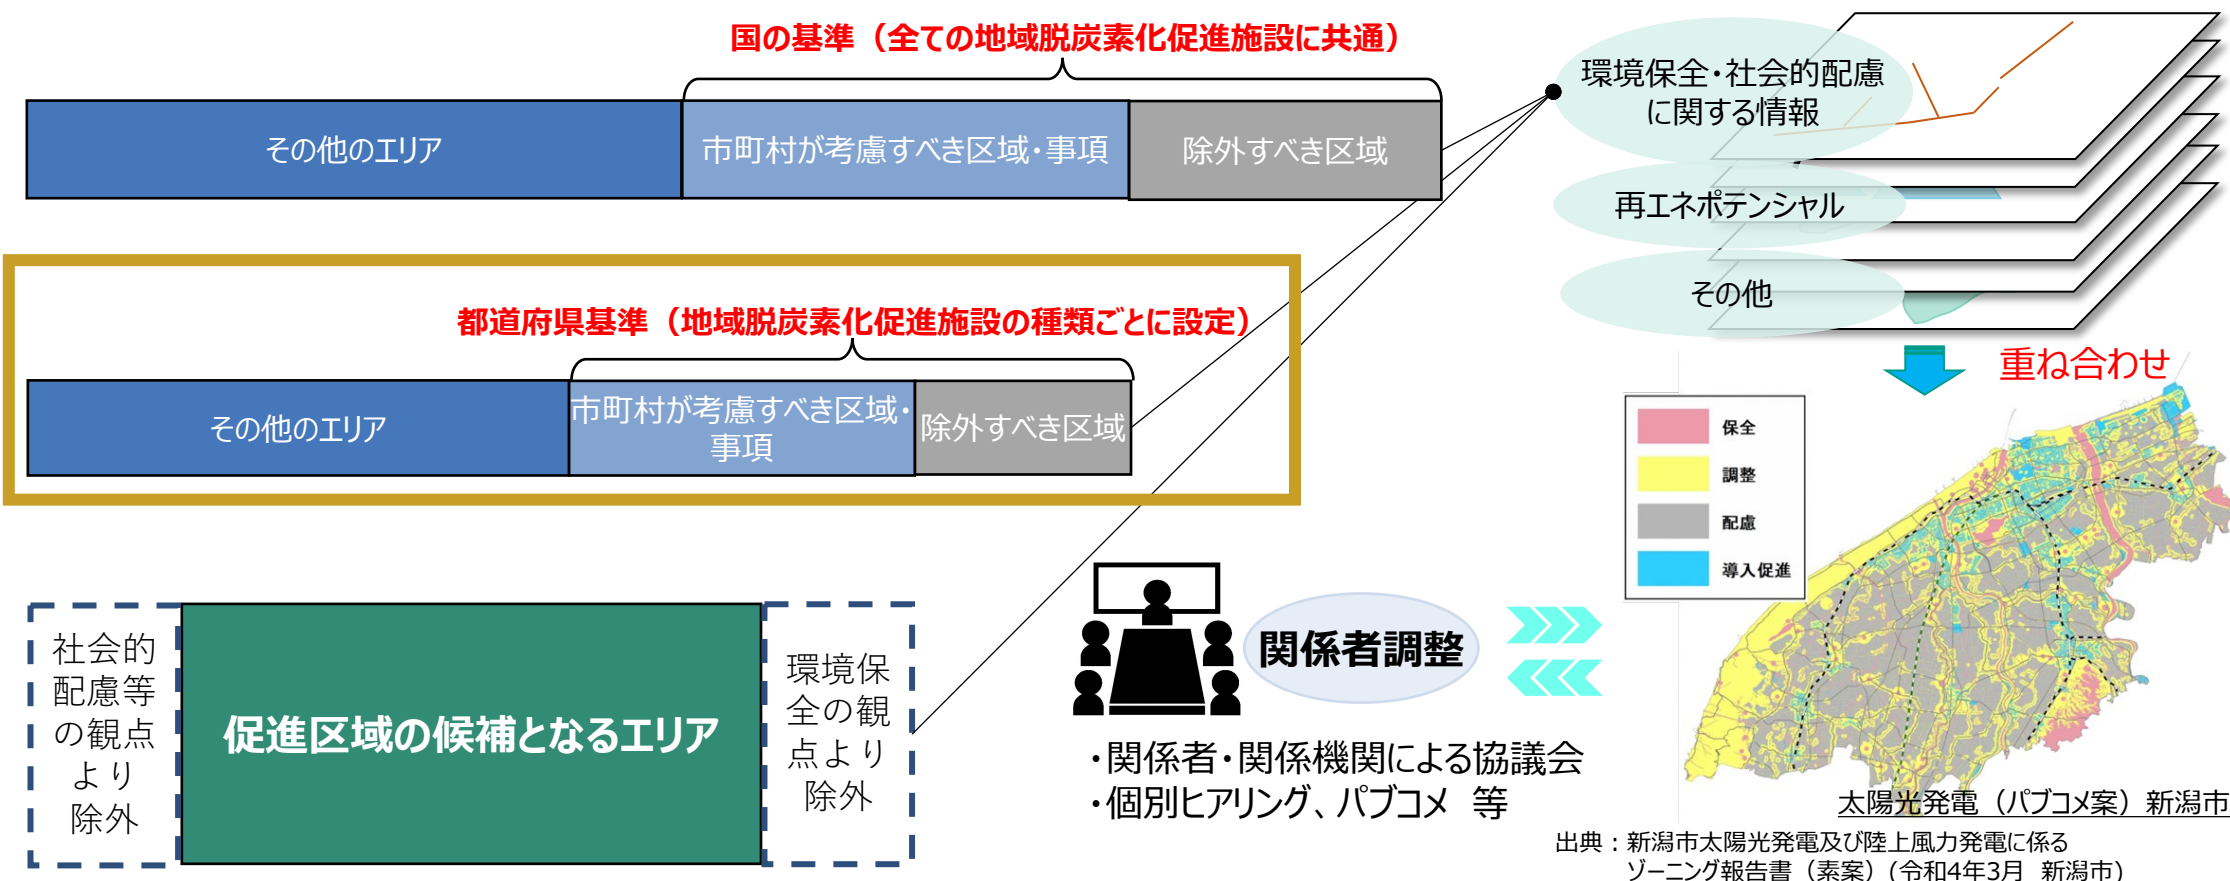 国の基準（全ての地域脱炭素化促進施設に共通）
その他のエリア
市町村が考慮すべき区域・事項
除外すべき区域
都道府県基準（地域脱炭素化促進施設の種類ごとに設定）
その他のエリア
市町村が考慮すべき区域・
事項
除外すべき区域
社会的
配慮等
の観点
より
除外
促進区域の候補となるエリア
環境保
全の観
点より
除外
環境保全・社会的配慮
に関する情報
再エネポテンシャル
その他
重ね合わせ
保全
調整
配慮
導入促進
関係者調整
・関係者・関係機関による協議会
・個別ヒアリング、パブコメ 等
太陽光発電（パブコメ案）新潟市
出典：新潟市太陽光発電及び陸上風力発電に係る
ゾーニング報告書（素案）(令和4年3月 新潟市)